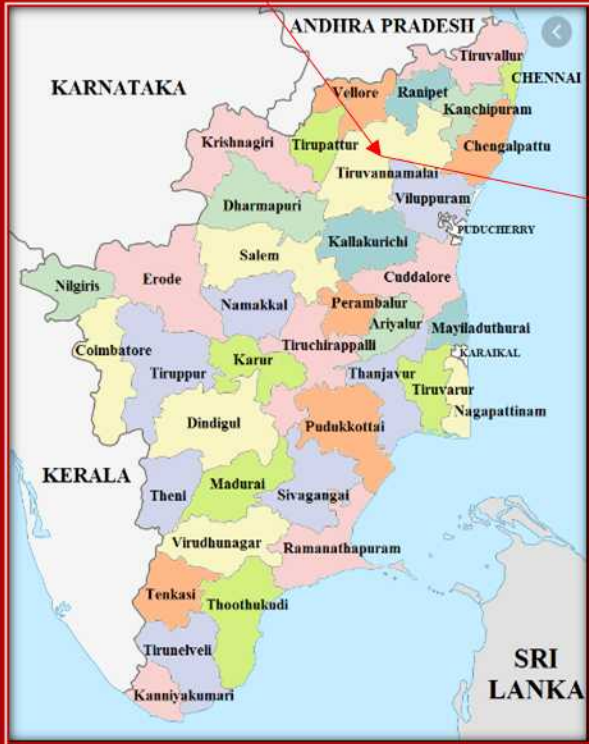 ANDHRA PRADESH
Tiruvallur
KARNATAKA
CHENNAI
Vellore
Ranipet
Kanchipuram
Krishnagiri
Tirupattur
Chengalpattu
Tiruvannamalai
Viluppuram
Dharmapuri
PUDUCHERRY
Kallakurichi
Salem
Cuddalore
Nilgiris
Erode
Namakkal
Perambalur
Ariyalur
Mayiladuthurai
Tiruchirappalli
Coimbatore
Karur
KARAIKAL
Tiruppur
Thanjavur
Tiruvarur
Nagapattinam
Dindigul
Pudukkottai
KERALA
Madurai
Theni
Sivagangai
Virudhunagar
Ramanathapuram
Tenkasi
Thoothukudi
Tirunelveli
SRI
LANKA
Kanniyakumari